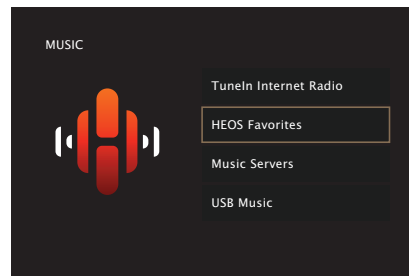 MUSIC
TuneIn Internet Radio
HEOS Favorites
Music Servers
USB Music